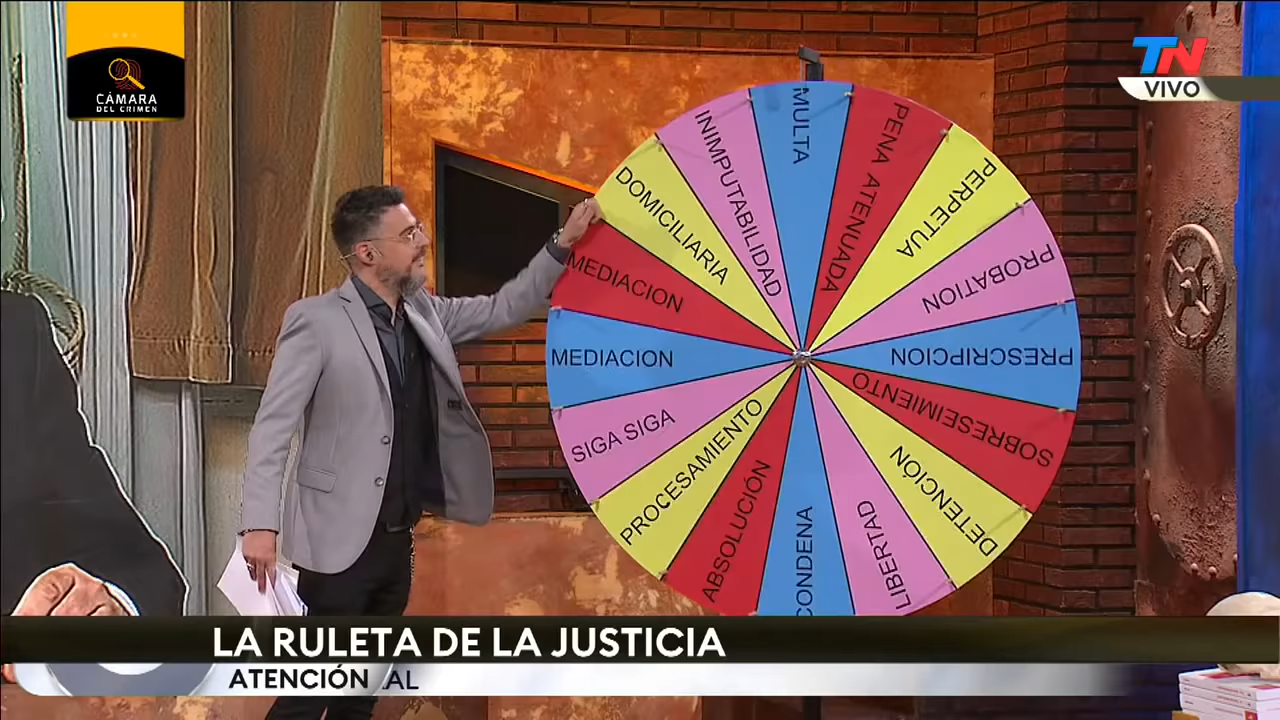 CÁMARA
DEL CRIMEN
TN
VIVO
MULTA
PENA ATENUADA
PERPETUA
PROBATION
PRESCRIPCION
SOBRESEIMIENTO
DETENCIÓN
LIBERTAD
CONDENA
ABSOLUCIÓN
PROCESAMIENTO
SIGA SIGA
MEDIACION
MEDIACION
DOMICILIARIA
INIMPUTABILIDAD
LA RULETA DE LA JUSTICIA
ATENCIÓN AL